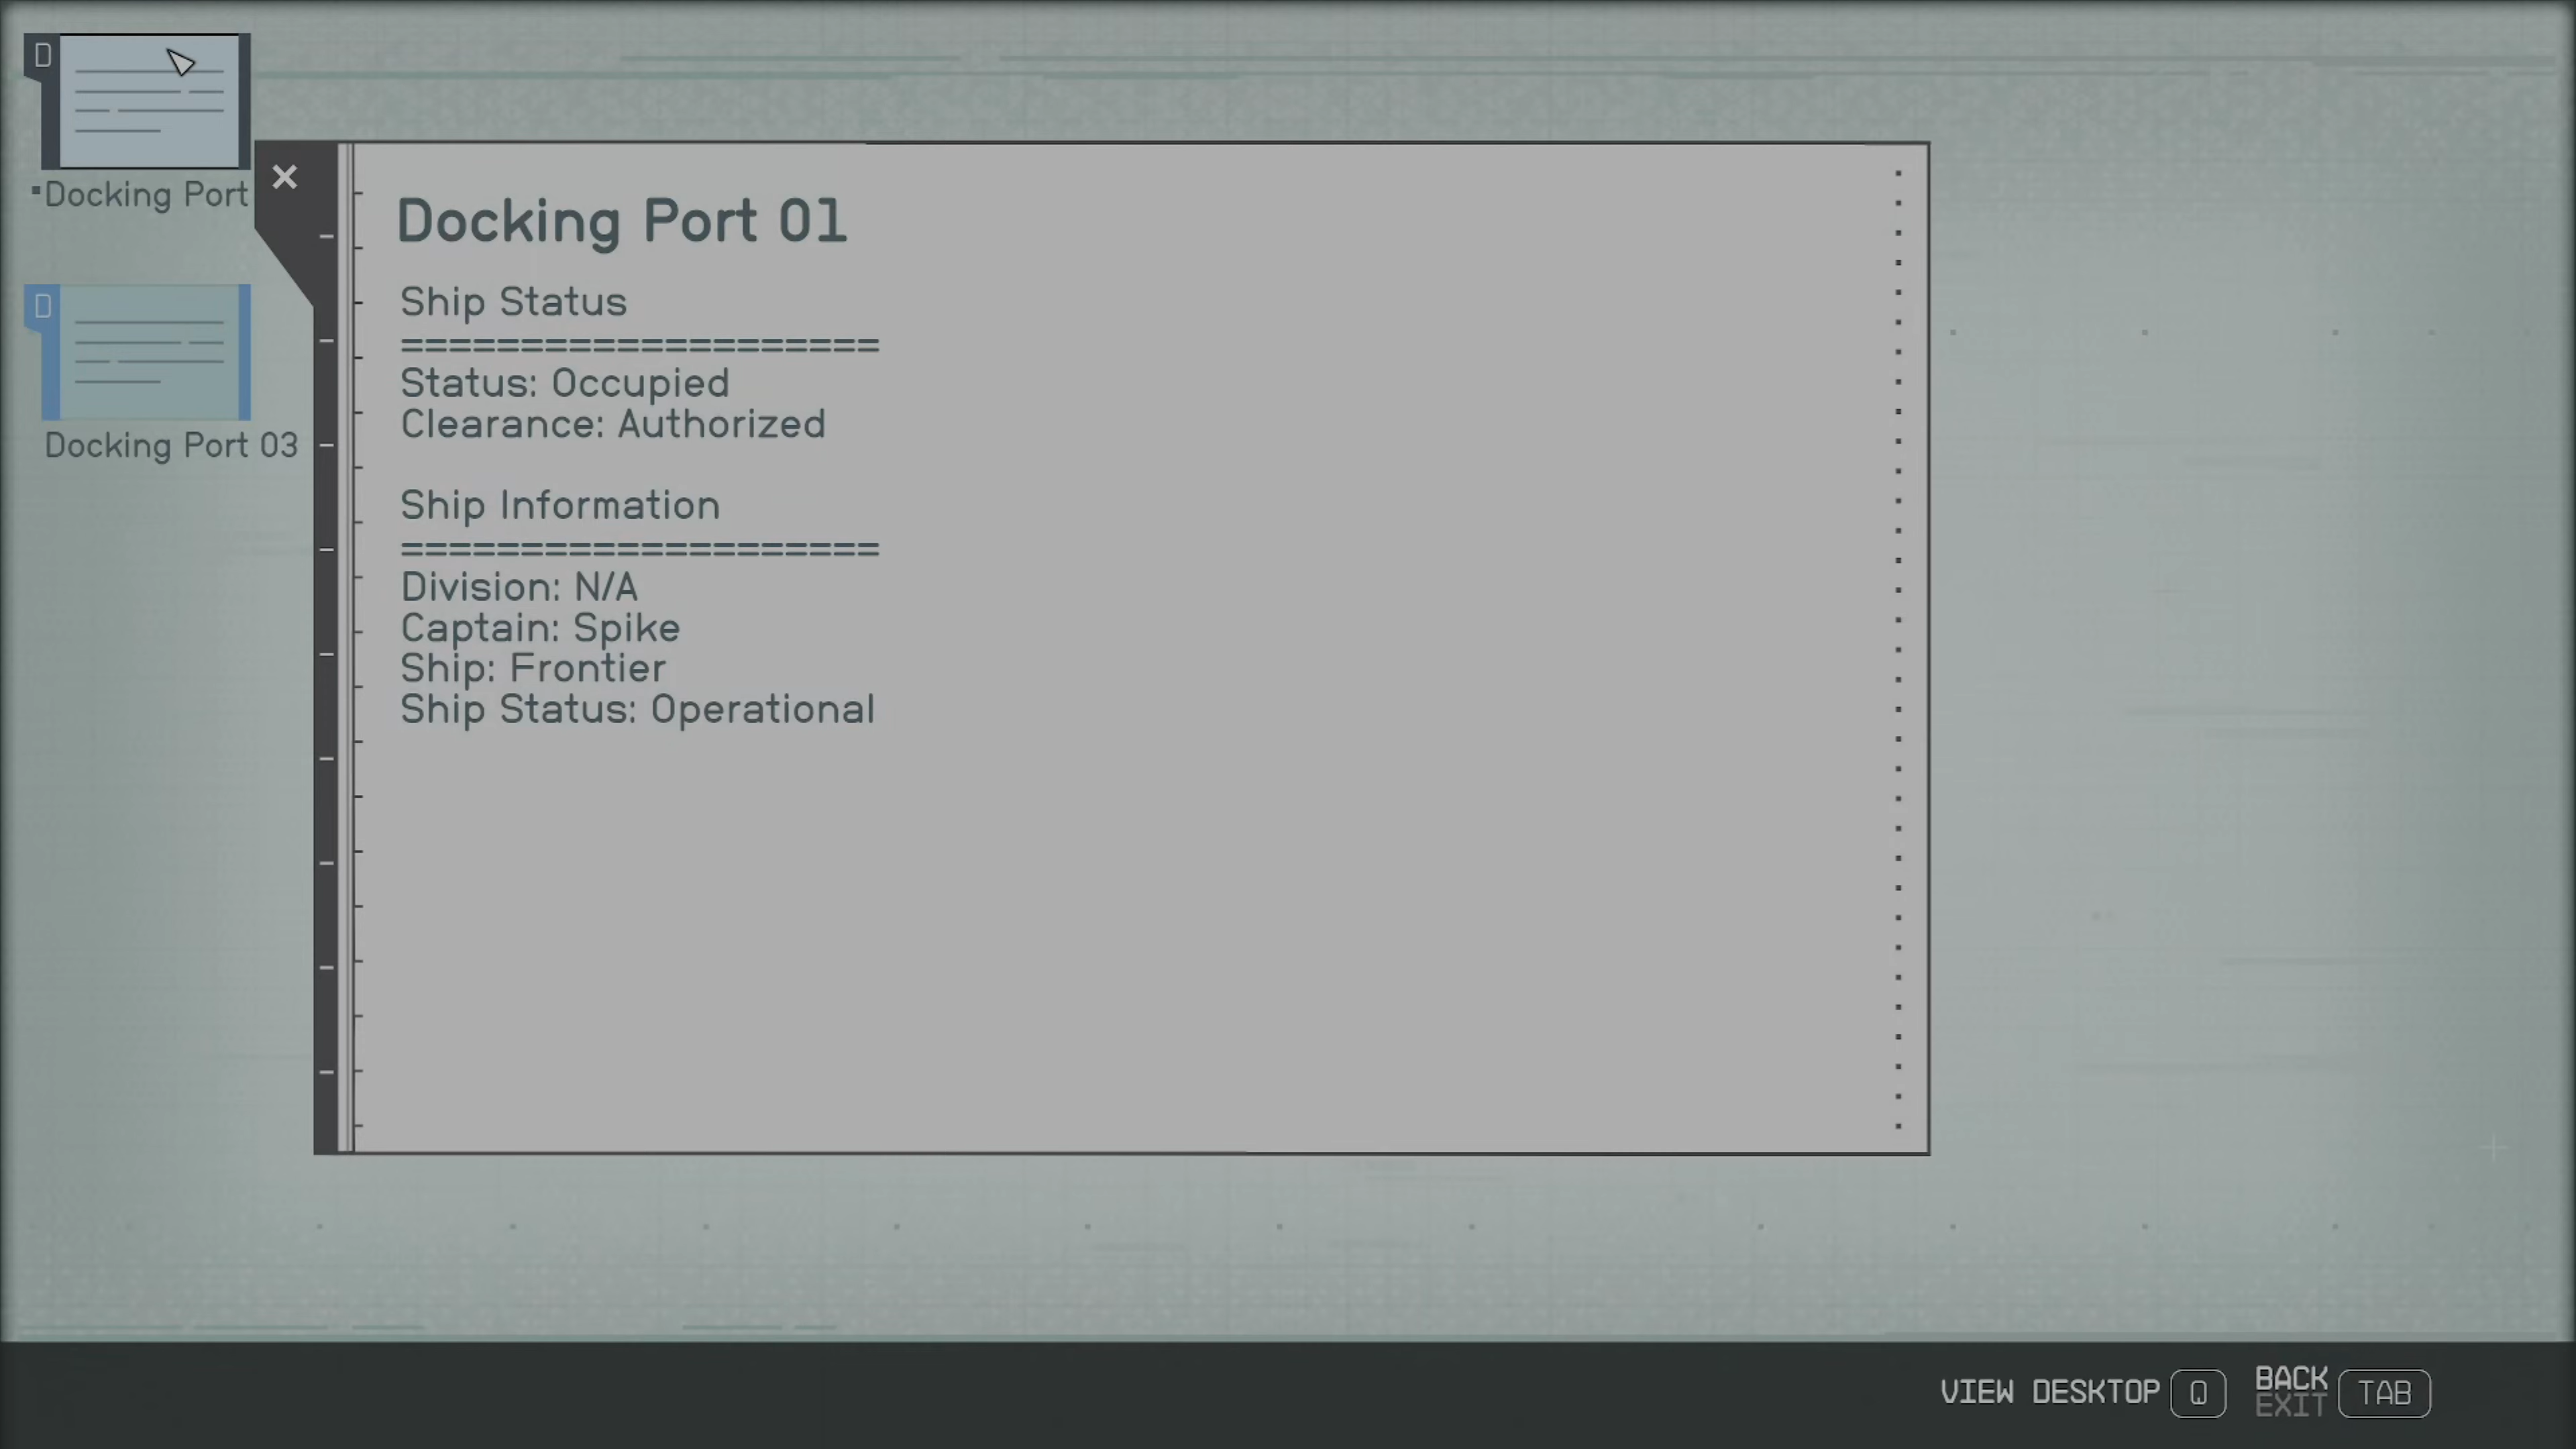 D
▪Docking Port
D
Docking Port 03
×
Docking Port 01
Ship Status
====================
Status: Occupied
Clearance: Authorized
Ship Information
====================
Division: N/A
Captain: Spike
Ship: Frontier
Ship Status: Operational
VIEW DESKTOP Q
BACK
EXIT
TAB